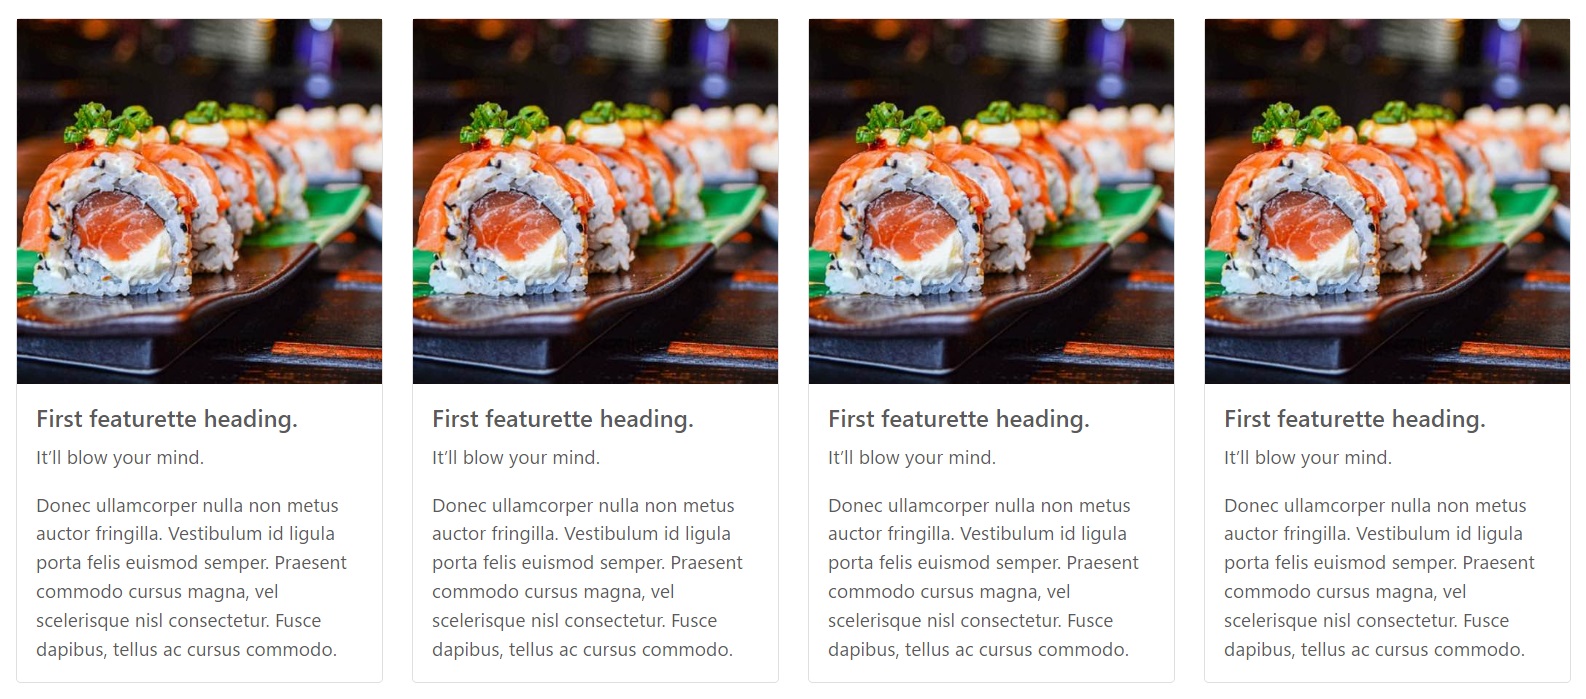 First featurette heading.
It’ll blow your mind.
Donec ullamcorper nulla non metus
auctor fringilla. Vestibulum id ligula
porta felis euismod semper. Praesent
commodo cursus magna, vel
scelerisque nisl consectetur. Fusce
dapibus, tellus ac cursus commodo.
First featurette heading.
It’ll blow your mind.
Donec ullamcorper nulla non metus
auctor fringilla. Vestibulum id ligula
porta felis euismod semper. Praesent
commodo cursus magna, vel
scelerisque nisl consectetur. Fusce
dapibus, tellus ac cursus commodo.
First featurette heading.
It’ll blow your mind.
Donec ullamcorper nulla non metus
auctor fringilla. Vestibulum id ligula
porta felis euismod semper. Praesent
commodo cursus magna, vel
scelerisque nisl consectetur. Fusce
dapibus, tellus ac cursus commodo.
First featurette heading.
It’ll blow your mind.
Donec ullamcorper nulla non metus
auctor fringilla. Vestibulum id ligula
porta felis euismod semper. Praesent
commodo cursus magna, vel
scelerisque nisl consectetur. Fusce
dapibus, tellus ac cursus commodo.